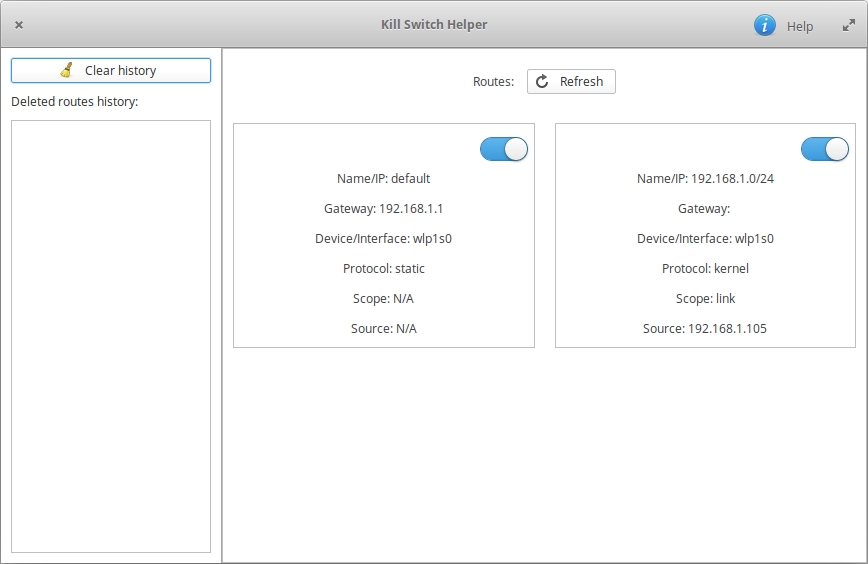 Kill Switch Helper
Help
Clear history
Deleted routes history:
Routes:
Refresh
Name/IP: default
Gateway: 192.168.1.1
Device/Interface: wlp1s0
Protocol: static
Scope: N/A
Source: N/A
Name/IP: 192.168.1.0/24
Gateway:
Device/Interface: wlp1s0
Protocol: kernel
Scope: link
Source: 192.168.1.105